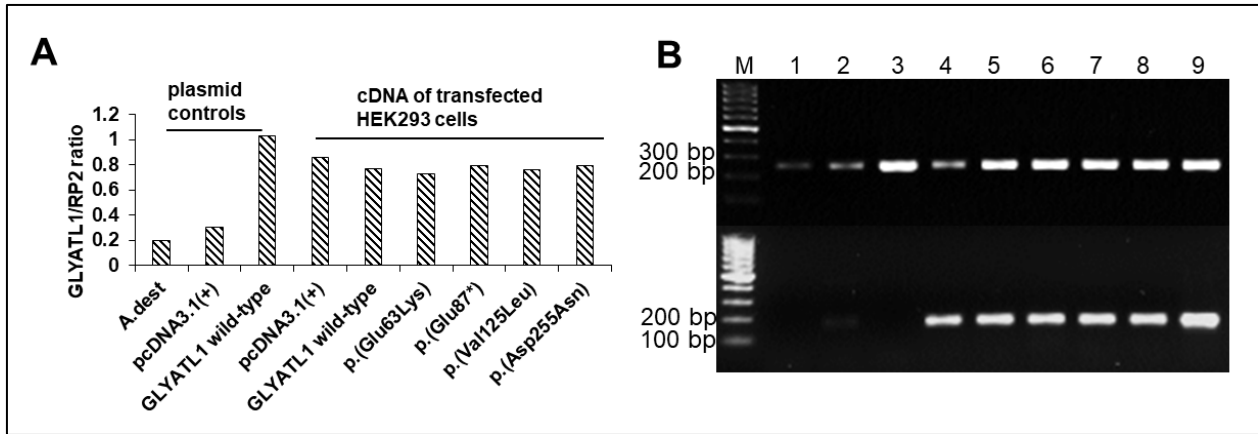 A
plasmid
controls
cDNA of transfected
HEK293 cells
GLYATL1/RP2 ratio
1.2
1
0.8
0.6
0.4
0.2
0
A.dest
pcDNA3.1(+)
GLYATL1 wild-type
pcDNA3.1(+)
GLYATL1 wild-type
p.(Glu63Lys)
p.(Glu87*)
p.(Val125Leu)
p.(Asp255Asn)
B
M 1 2 3 4 5 6 7 8 9
300 bp
200 bp
200 bp
100 bp